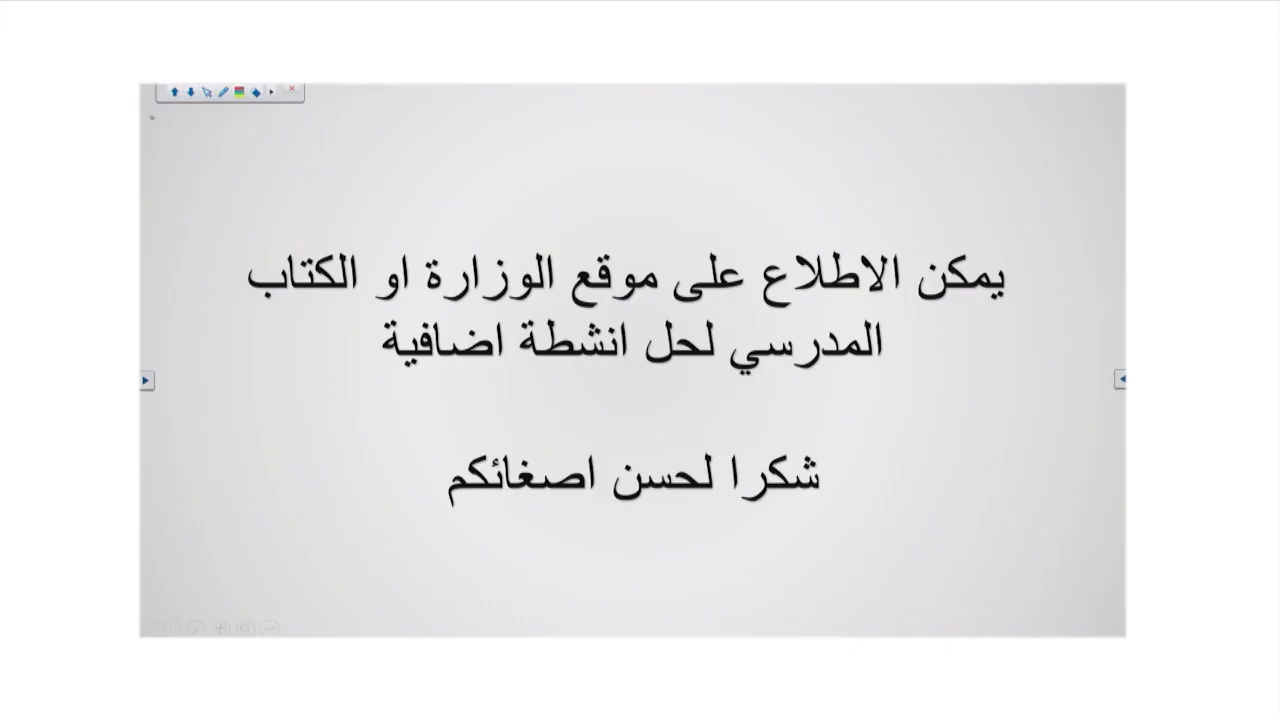 يمكن الاطلاع على موقع الوزارة او الكتاب
المدرسي لحل انشطة اضافية
شكرا لحسن اصغائكم